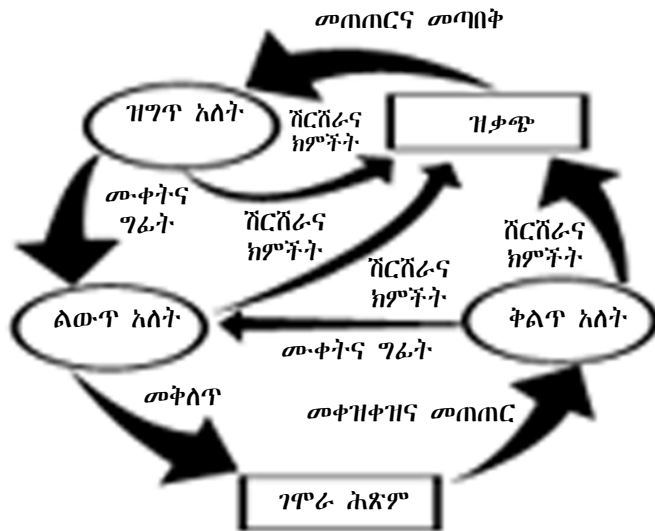 መጠጠርና መጣበቅ
ዝግጥ አለት
ሸርሸራና
ክምችት
ዝቃጭ
ሙቀትና
ግፊት
ሸርሸራና
ክምችት
ሸርሸራና
ክምችት
ሸርሸራና
ክምችት
ልውጥ አለት
ቅልጥ አለት
ሙቀትና ግፊት
መቅለጥ
መቀዝቀዝና መጠጠር
ገሞራ ሕጽም